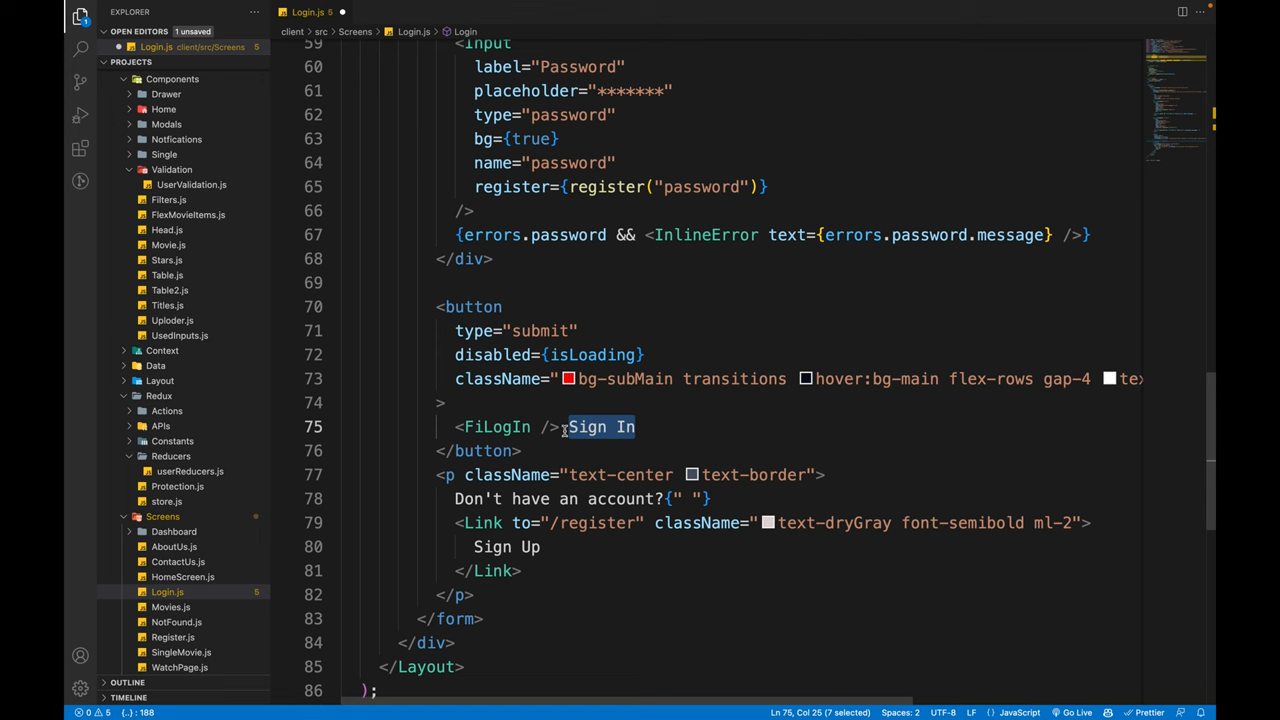 EXPLORER
OPEN EDITORS 1 unsaved
Login.js client/src/Screens 5
PROJECTS
Components
Drawer
Home
Modals
Notfications
Single
Validation
UserValidation.js
Filters.js
FlexMovieItems.js
Head.js
Movie.js
Stars.js
Table.js
Table2.js
Titles.js
Uploder.js
UsedInputs.js
Context
Data
Layout
Redux
Actions
APIs
Constants
Reducers
userReducers.js
Protection.js
store.js
Screens
Dashboard
AboutUs.js
ContactUs.js
HomeScreen.js
Login.js 5
Movies.js
NotFound.js
Register.js
SingleMovie.js
WatchPage.js
OUTLINE
TIMELINE
1
Login.js 5
client > src > Screens > Login.js > Login
59 <Input
60 label="Password"
61 placeholder="*******"
62 type="password"
63 bg={true}
64 name="password"
65 register={register("password")}
66 />
67 {errors.password && <InlineError text={errors.password.message} />}
68 </div>
69
70 <button
71 type="submit"
72 disabled={isLoading}
73 className="bg-subMain transitions hover:bg-main flex-rows gap-4 tex
74 >
75 <FiLogIn /> Sign In
76 </button>
77 <p className="text-center text-border">
78 Don't have an account?{" "}
79 <Link to="/register" className="text-dryGray font-semibold ml-2">
80 Sign Up
81 </Link>
82 </p>
83 </form>
84 </div>
85 </Layout>
86 );
0 5 {..} : 188 Ln 75, Col 25 (7 selected) Spaces: 2 UTF-8 LF {} JavaScript Go Live Prettier